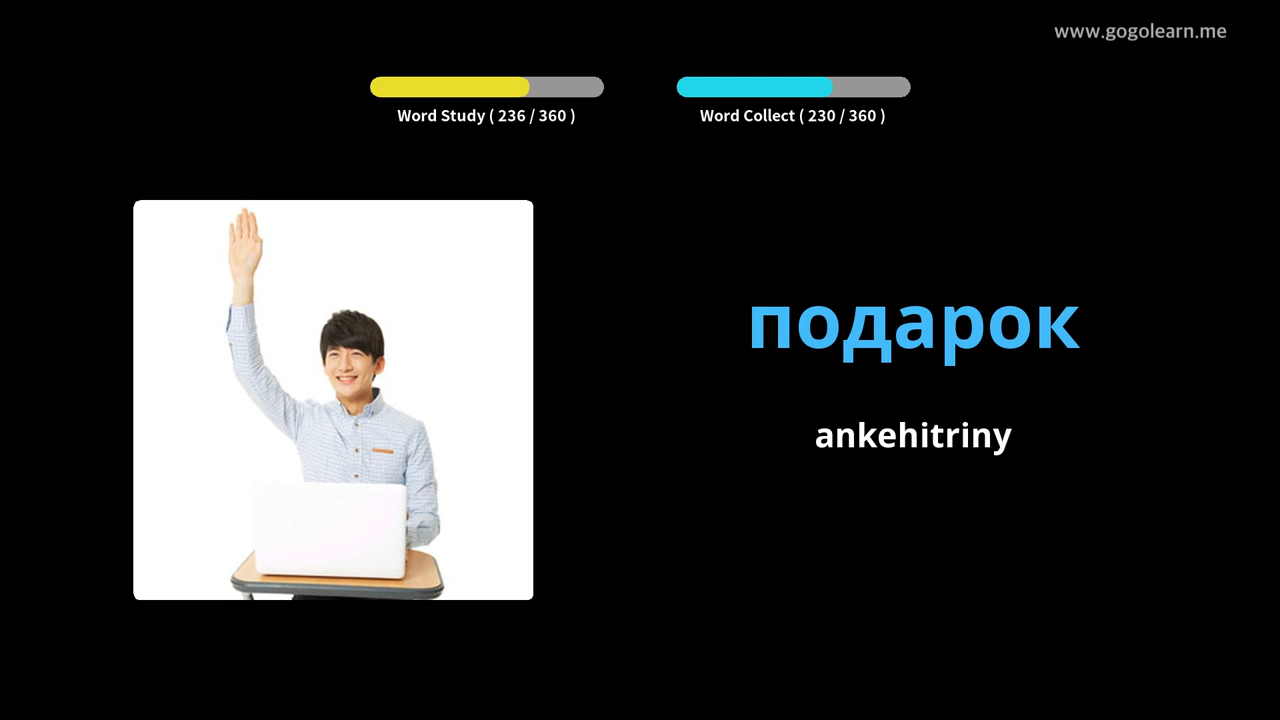 www.gogolearn.me
Word Study ( 236 / 360 )
Word Collect ( 230 / 360 )
подарок
ankehitriny